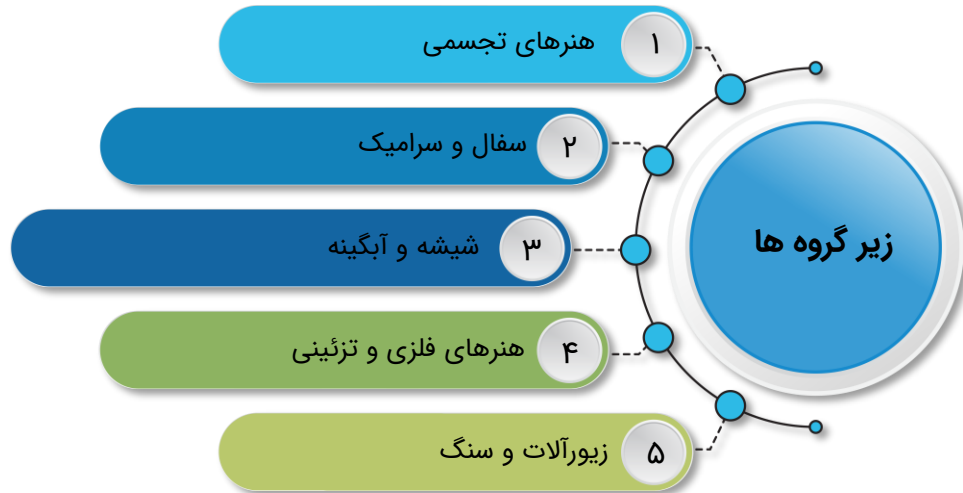 زیر گروه ها
۱ هنرهای تجسمی
۲ سفال و سرامیک
۳ شیشه و آبگینه
۴ هنرهای فلزی و تزئینی
۵ زیورآلات و سنگ